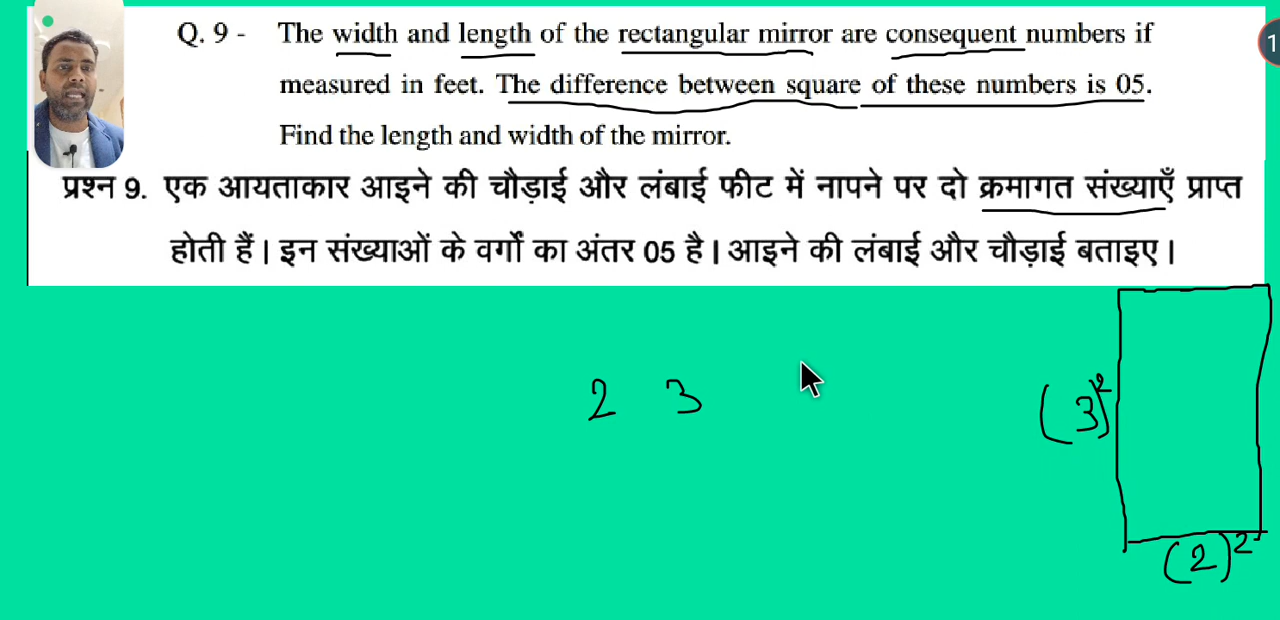 Q. 9 - The width and length of the rectangular mirror are consequent numbers if
measured in feet. The difference between square of these numbers is 05.
Find the length and width of the mirror.
प्रश्न 9. एक आयताकार आइने की चौड़ाई और लंबाई फीट में नापने पर दो क्रमागत संख्याएँ प्राप्त
होती हैं। इन संख्याओं के वर्गों का अंतर 05 है। आइने की लंबाई और चौड़ाई बताइए।
2 3
(3)²
(2)²
1